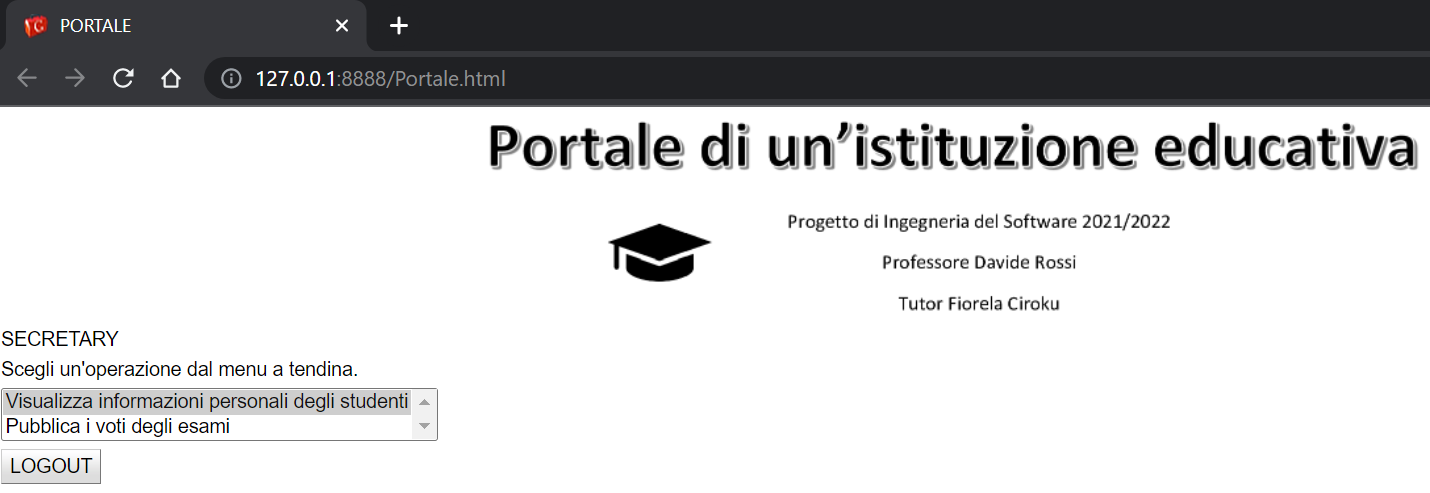 PORTALE
127.0.0.1:8888/Portale.html
Portale di un’istituzione educativa
Progetto di Ingegneria del Software 2021/2022
Professore Davide Rossi
Tutor Fiorela Ciroku
SECRETARY
Scegli un'operazione dal menu a tendina.
Visualizza informazioni personali degli studenti
Pubblica i voti degli esami
LOGOUT